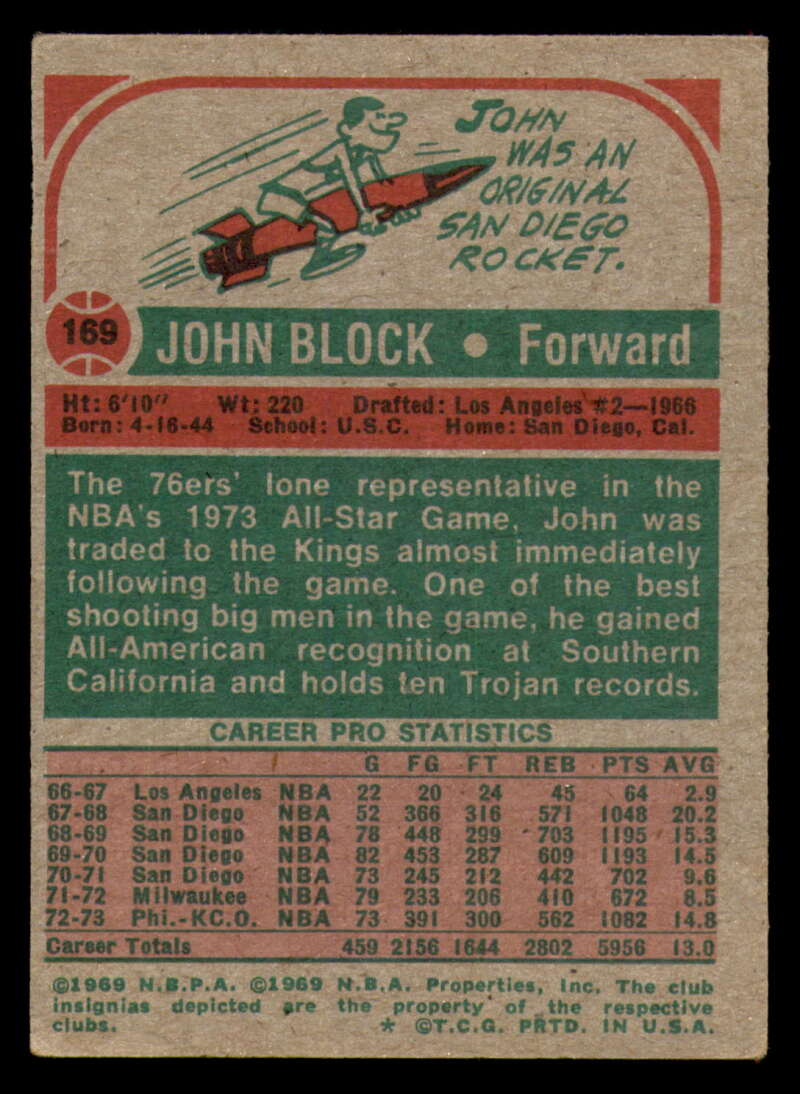 JOHN
WAS AN
ORIGINAL
SAN DIEGO
ROCKET.
169 JOHN BLOCK • Forward
Ht: 6'10" Wt: 220 Drafted: Los Angeles #2—1966
Born: 4-16-44 School: U.S.C. Home: San Diego, Cal.
The 76ers' lone representative in the
NBA's 1973 All-Star Game, John was
traded to the Kings almost immediately
following the game. One of the best
shooting big men in the game, he gained
All-American recognition at Southern
California and holds ten Trojan records.
CAREER PRO STATISTICS
G FG FT REB PTS AVG
66-67 Los Angeles NBA 22 20 24 45 64 2.9
67-68 San Diego NBA 52 366 316 571 1048 20.2
68-69 San Diego NBA 78 448 299 703 1195 15.3
69-70 San Diego NBA 82 453 287 609 1193 14.5
70-71 San Diego NBA 73 245 212 442 702 9.6
71-72 Milwaukee NBA 79 233 206 410 672 8.5
72-73 Phi.-KC.O. NBA 73 391 300 562 1082 14.8
Career Totals 459 2156 1644 2802 5956 13.0
©1969 N.B.P.A. ©1969 N.B.A. Properties, Inc. The club
insignias depicted are the property of the respective
clubs. * ©T.C.G. PRTD. IN U.S.A.